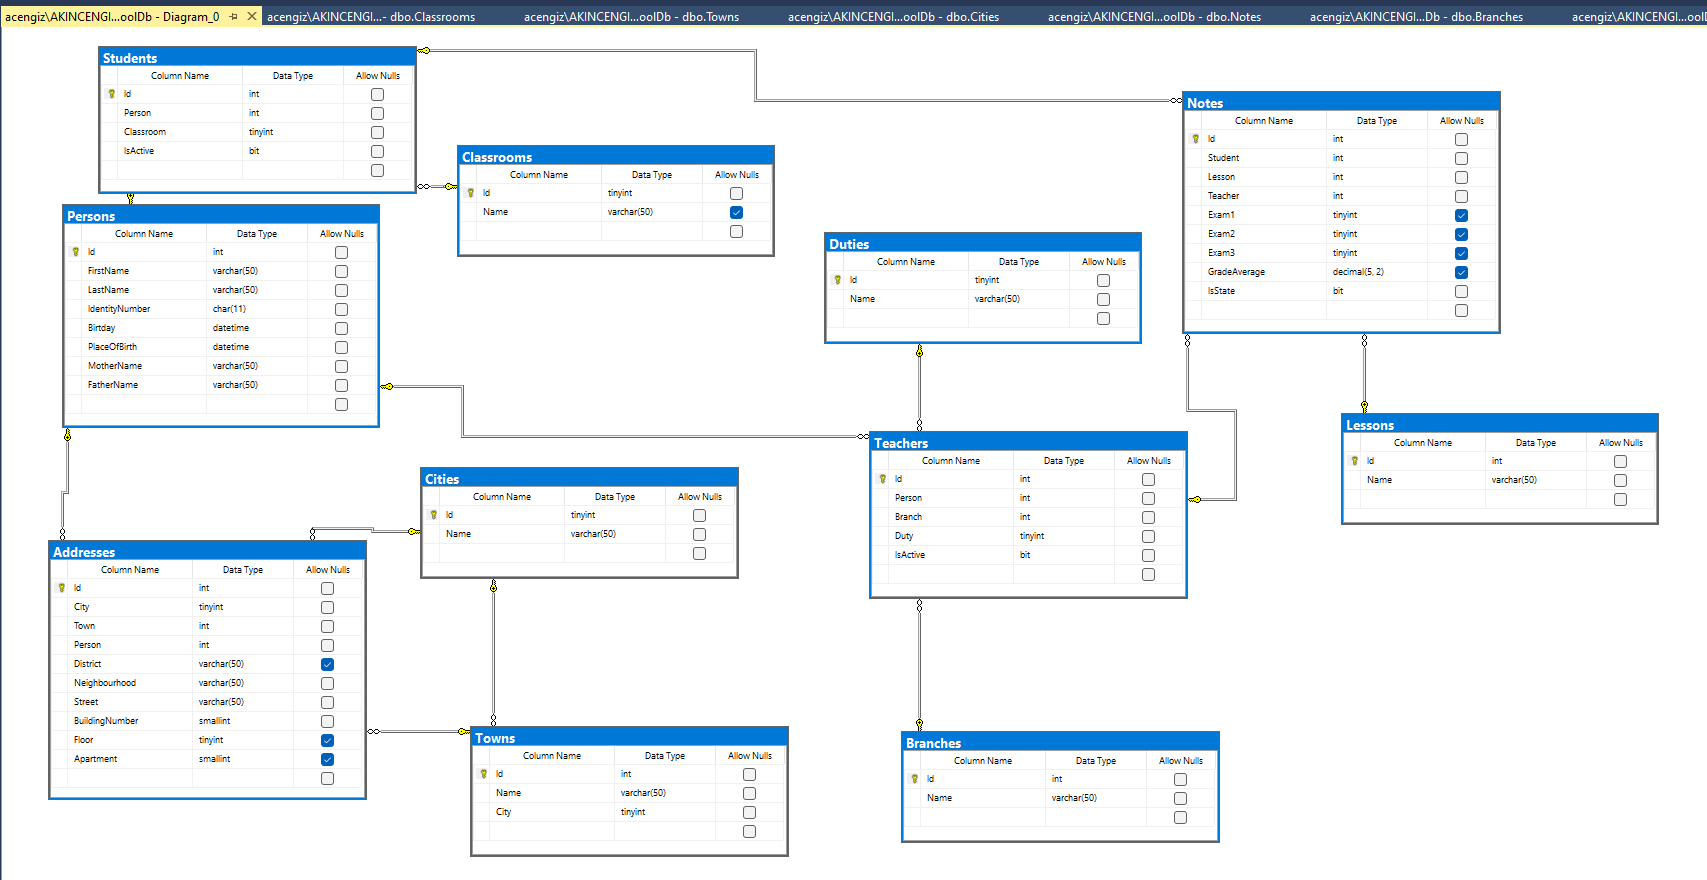 acengiz\AKINCENGI...oolDb - Diagram_0
acengiz\AKINCENGI...- dbo.Classrooms
acengiz\AKINCENGI...oolDb - dbo.Towns
acengiz\AKINCENGI...oolDb - dbo.Cities
acengiz\AKINCENGI...oolDb - dbo.Notes
acengiz\AKINCENGI...Db - dbo.Branches
Students
Column Name Data Type Allow Nulls
Id int
Person int
Classroom tinyint
IsActive bit
Classrooms
Column Name Data Type Allow Nulls
Id tinyint
Name varchar(50)
Notes
Column Name Data Type Allow Nulls
Id int
Student int
Lesson int
Teacher int
Exam1 tinyint
Exam2 tinyint
Exam3 tinyint
GradeAverage decimal(5, 2)
IsState bit
Persons
Column Name Data Type Allow Nulls
Id int
FirstName varchar(50)
LastName varchar(50)
IdentityNumber char(11)
Birtday datetime
PlaceOfBirth datetime
MotherName varchar(50)
FatherName varchar(50)
Duties
Column Name Data Type Allow Nulls
Id tinyint
Name varchar(50)
Lessons
Column Name Data Type Allow Nulls
Id int
Name varchar(50)
Teachers
Column Name Data Type Allow Nulls
Id int
Person int
Branch int
Duty tinyint
IsActive bit
Cities
Column Name Data Type Allow Nulls
Id tinyint
Name varchar(50)
Addresses
Column Name Data Type Allow Nulls
Id int
City tinyint
Town int
Person int
District varchar(50)
Neighbourhood varchar(50)
Street varchar(50)
BuildingNumber smallint
Floor tinyint
Apartment smallint
Towns
Column Name Data Type Allow Nulls
Id int
Name varchar(50)
City tinyint
Branches
Column Name Data Type Allow Nulls
Id int
Name varchar(50)